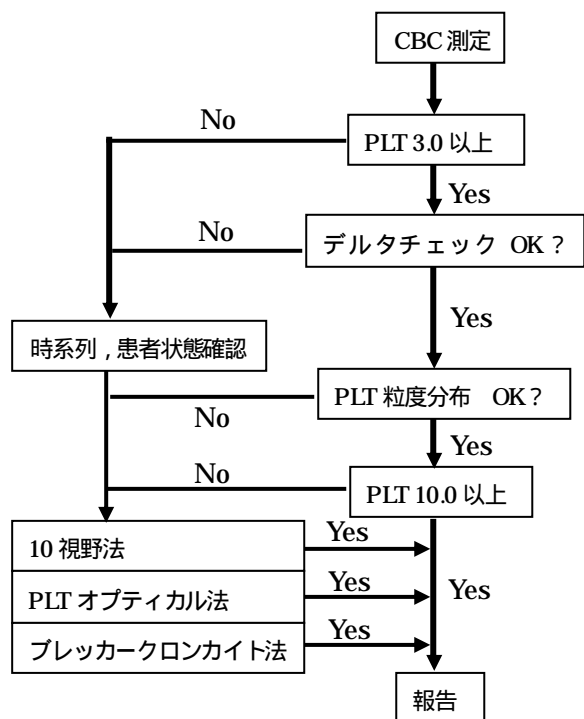 CBC 測定
No
PLT 3.0 以上
Yes
No
デルタチェック OK？
Yes
時系列 , 患者状態確認
PLT 粒度分布 OK？
No
Yes
No
PLT 10.0 以上
10 視野法
Yes
PLT オプティカル法
Yes
Yes
ブレッカークロンカイト法
Yes
報告